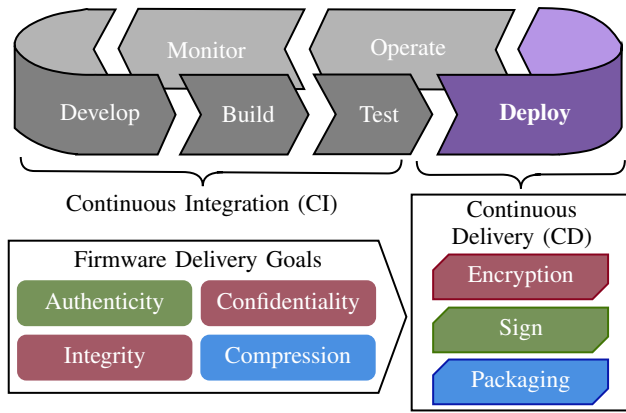 Monitor
Operate
Develop
Build
Test
Deploy
Continuous Integration (CI)
Continuous
Delivery (CD)
Firmware Delivery Goals
Authenticity
Confidentiality
Integrity
Compression
Encryption
Sign
Packaging